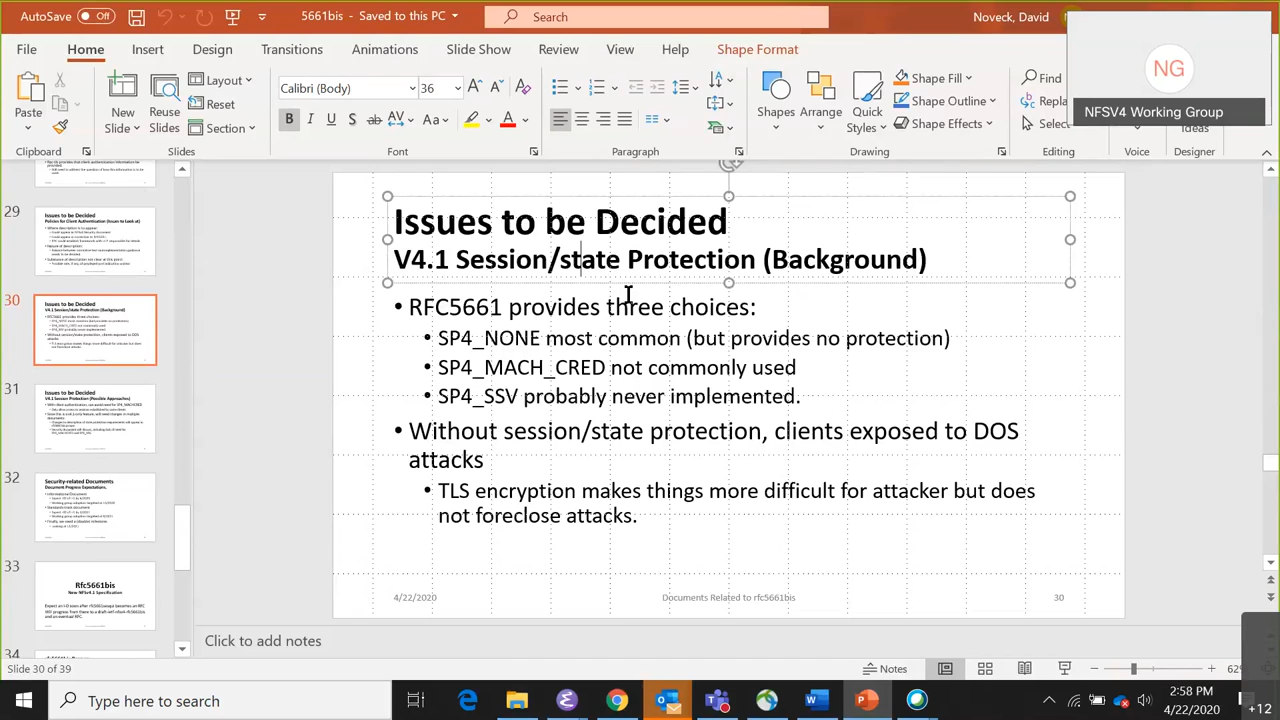 AutoSave Off
5661bis - Saved to this PC
Search
Noveck, David
File Home Insert Design Transitions Animations Slide Show Review View Help Shape Format
NG
NFSV4 Working Group
Paste
Clipboard
New Slide
Reuse Slides
Layout
Reset
Section
Slides
Calibri (Body) 36
Font
Paragraph
Shapes
Arrange
Quick Styles
Shape Fill
Shape Outline
Shape Effects
Drawing
Find
Select
Editing
Voice
Ideas
Designer
29
30
31
32
33
34
Issues to be Decided
V4.1 Session/state Protection (Background)
• RFC5661 provides three choices:
• SP4_NONE most common (but provides no protection)
• SP4_MACH_CRED not commonly used
• SP4_SSV probably never implemented.
• Without session/state protection, clients exposed to DOS
attacks
• TLS encryption makes things more difficult for attacker but does
not foreclose attacks.
4/22/2020 Documents Related to rfc5661bis 30
Security-related Documents
Rfc5661bis
Click to add notes
Slide 30 of 39
Notes
Type here to search
2:58 PM
4/22/2020
+12